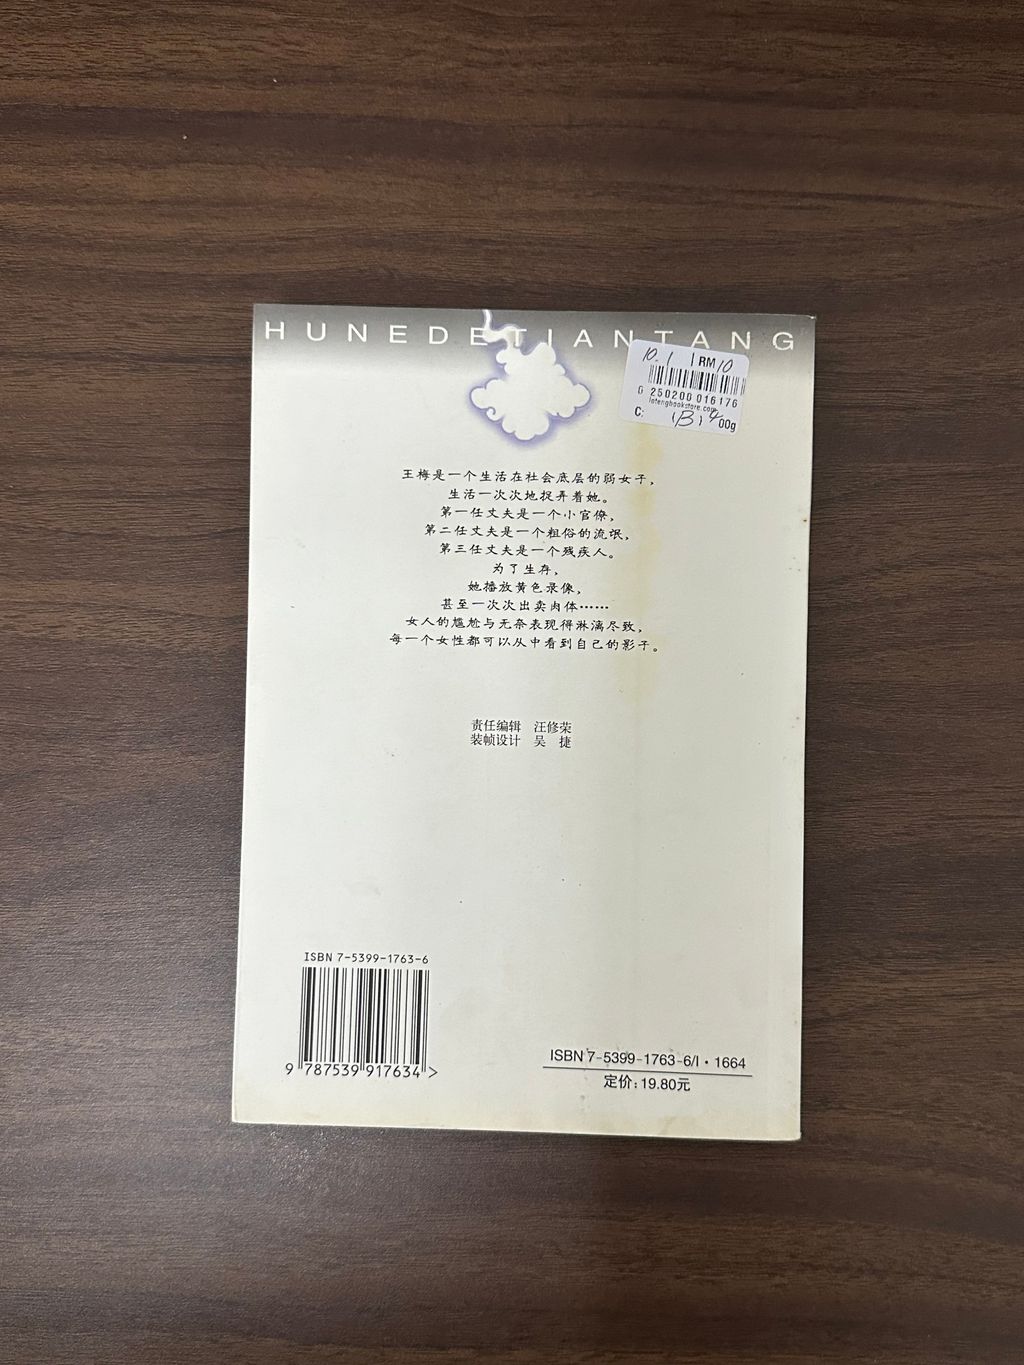 HUNEDETIANTANG
10.1 1 RM10
0 250200 016176
latengbookstore.com
C: 1B1400g
王梅是一个生活在社会底层的弱女子，
生活一次次地捉弄着她。
第一任丈夫是一个小官僚，
第二任丈夫是一个粗俗的流氓，
第三任丈夫是一个残疾人。
为了生存，
她播放黄色录像，
甚至一次次出卖肉体……
女人的尴尬与无奈表现得淋漓尽致，
每一个女性都可以从中看到自己的影子。
责任编辑 汪修荣
装帧设计 吴 捷
ISBN 7-5399-1763-6
9 787539 917634 >
ISBN 7-5399-1763-6/I·1664
定价：19.80元